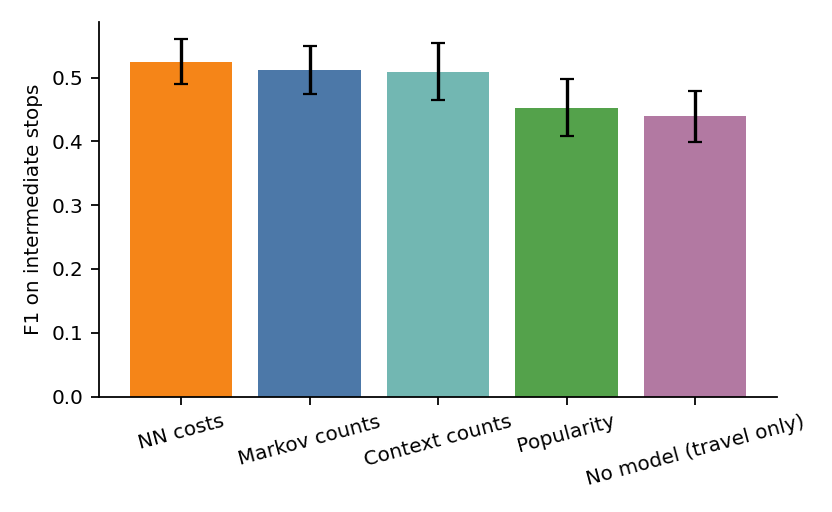 F1 on intermediate stops
0.5
0.4
0.3
0.2
0.1
0.0
NN costs
Markov counts
Context counts
Popularity
No model (travel only)